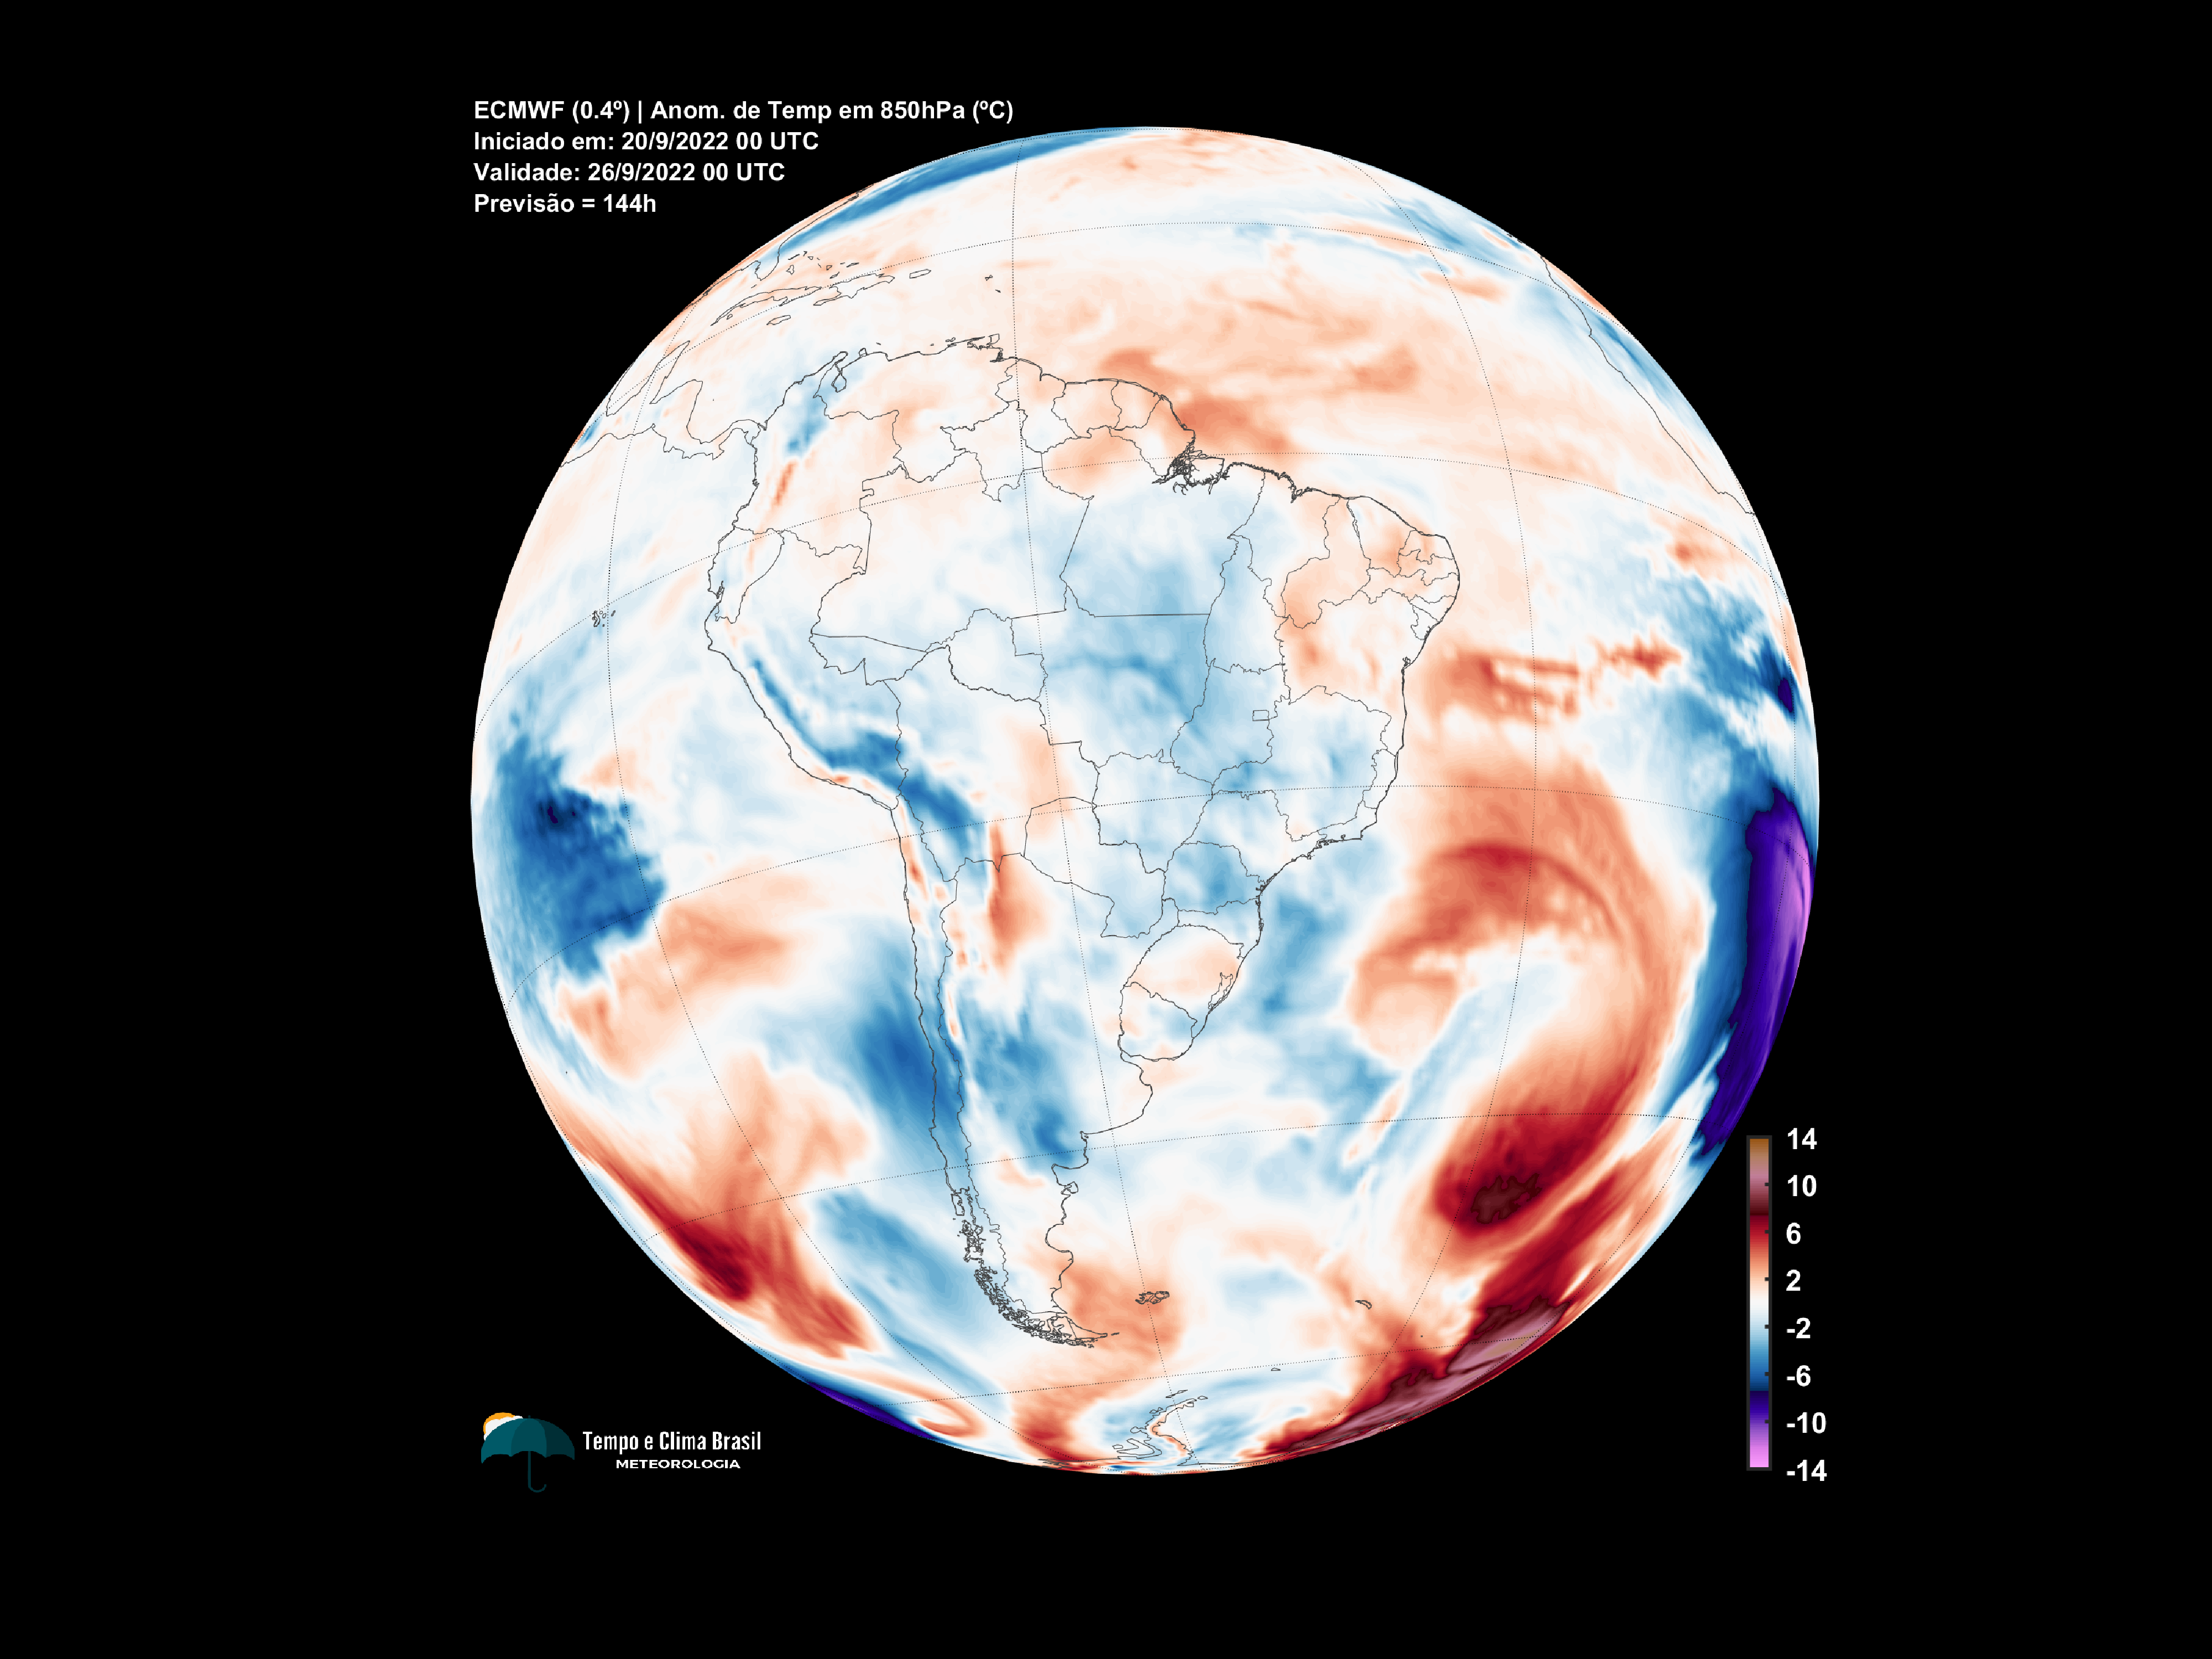 ECMWF (0.4º) | Anom. de Temp em 850hPa (ºC)
Iniciado em: 20/9/2022 00 UTC
Validade: 26/9/2022 00 UTC
Previsão = 144h
14
10
6
2
-2
-6
-10
-14
Tempo e Clima Brasil
METEOROLOGIA